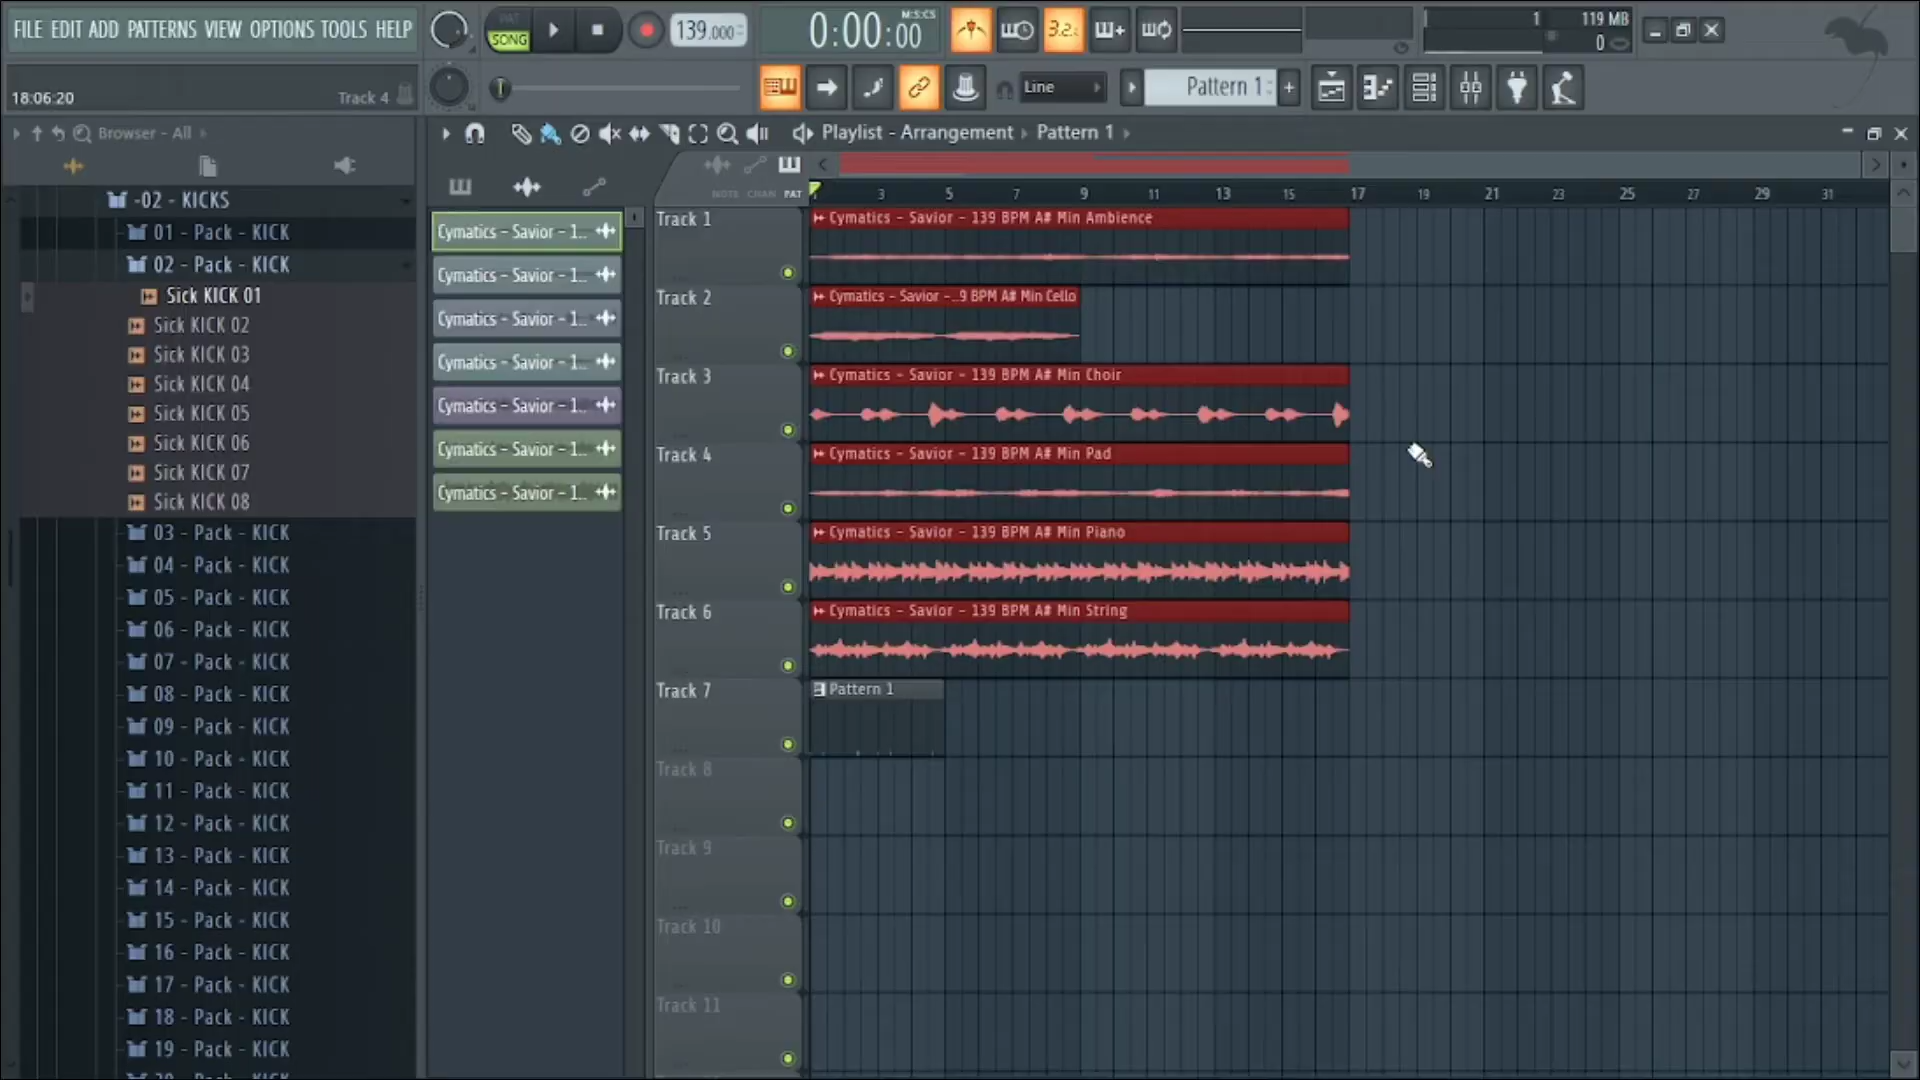 FILE EDIT ADD PATTERNS VIEW OPTIONS TOOLS HELP
PAT
SONG
139.000
0:00:00
M:S:CS
3.2.
1
119 MB
0
18:06:20
Track 4
Line
Pattern 1
+
Browser - All
Playlist - Arrangement › Pattern 1 ›
NOTE CHAN PAT
3 5 7 9 11 13 15 17 19 21 23 25 27 29 31
-02 - KICKS
01 - Pack - KICK
02 - Pack - KICK
Sick KICK 01
Sick KICK 02
Sick KICK 03
Sick KICK 04
Sick KICK 05
Sick KICK 06
Sick KICK 07
Sick KICK 08
03 - Pack - KICK
04 - Pack - KICK
05 - Pack - KICK
06 - Pack - KICK
07 - Pack - KICK
08 - Pack - KICK
09 - Pack - KICK
10 - Pack - KICK
11 - Pack - KICK
12 - Pack - KICK
13 - Pack - KICK
14 - Pack - KICK
15 - Pack - KICK
16 - Pack - KICK
17 - Pack - KICK
18 - Pack - KICK
19 - Pack - KICK
Cymatics - Savior - 1..
Cymatics - Savior - 1..
Cymatics - Savior - 1..
Cymatics - Savior - 1..
Cymatics - Savior - 1..
Cymatics - Savior - 1..
Cymatics - Savior - 1..
Track 1
Cymatics - Savior - 139 BPM A# Min Ambience
Track 2
Cymatics - Savior -..9 BPM A# Min Cello
Track 3
Cymatics - Savior - 139 BPM A# Min Choir
Track 4
Cymatics - Savior - 139 BPM A# Min Pad
Track 5
Cymatics - Savior - 139 BPM A# Min Piano
Track 6
Cymatics - Savior - 139 BPM A# Min String
Track 7
Pattern 1
Track 8
Track 9
Track 10
Track 11